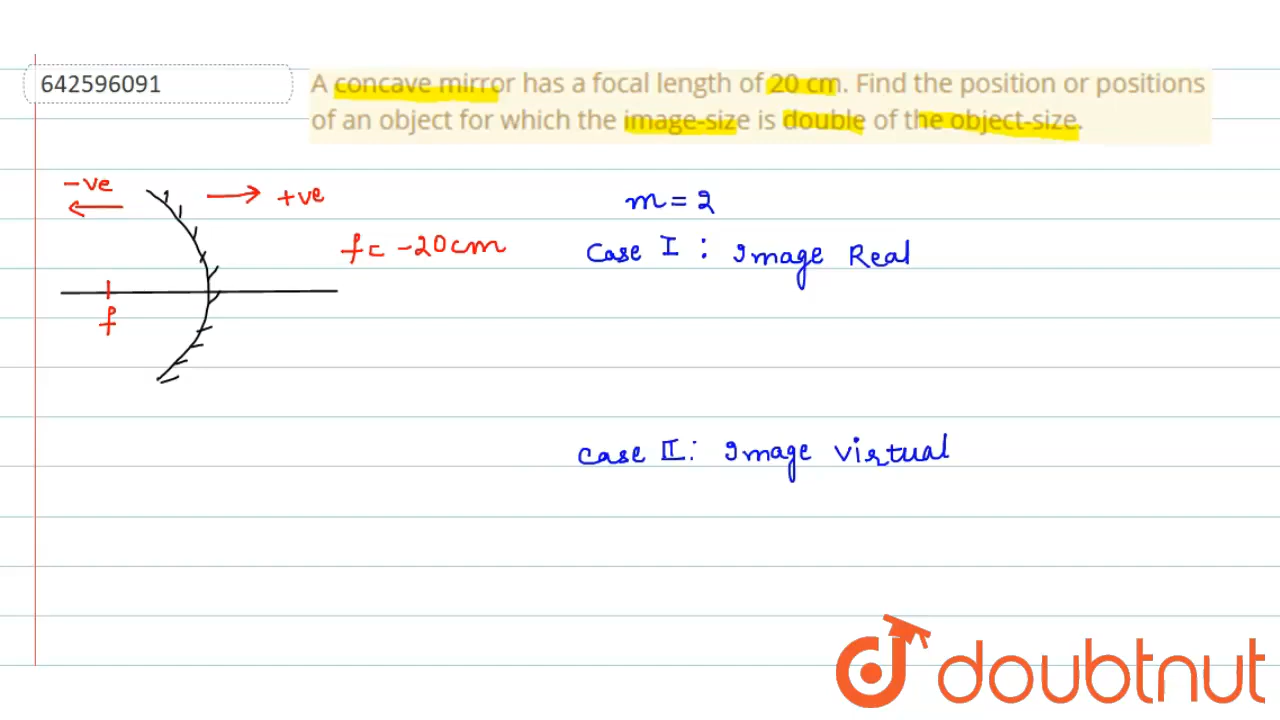 642596091
A concave mirror has a focal length of 20 cm. Find the position or positions
of an object for which the image-size is double of the object-size.
-ve
+ve
f = -20cm
f
m = 2
Case I : Image Real
Case II : Image virtual
doubtnut